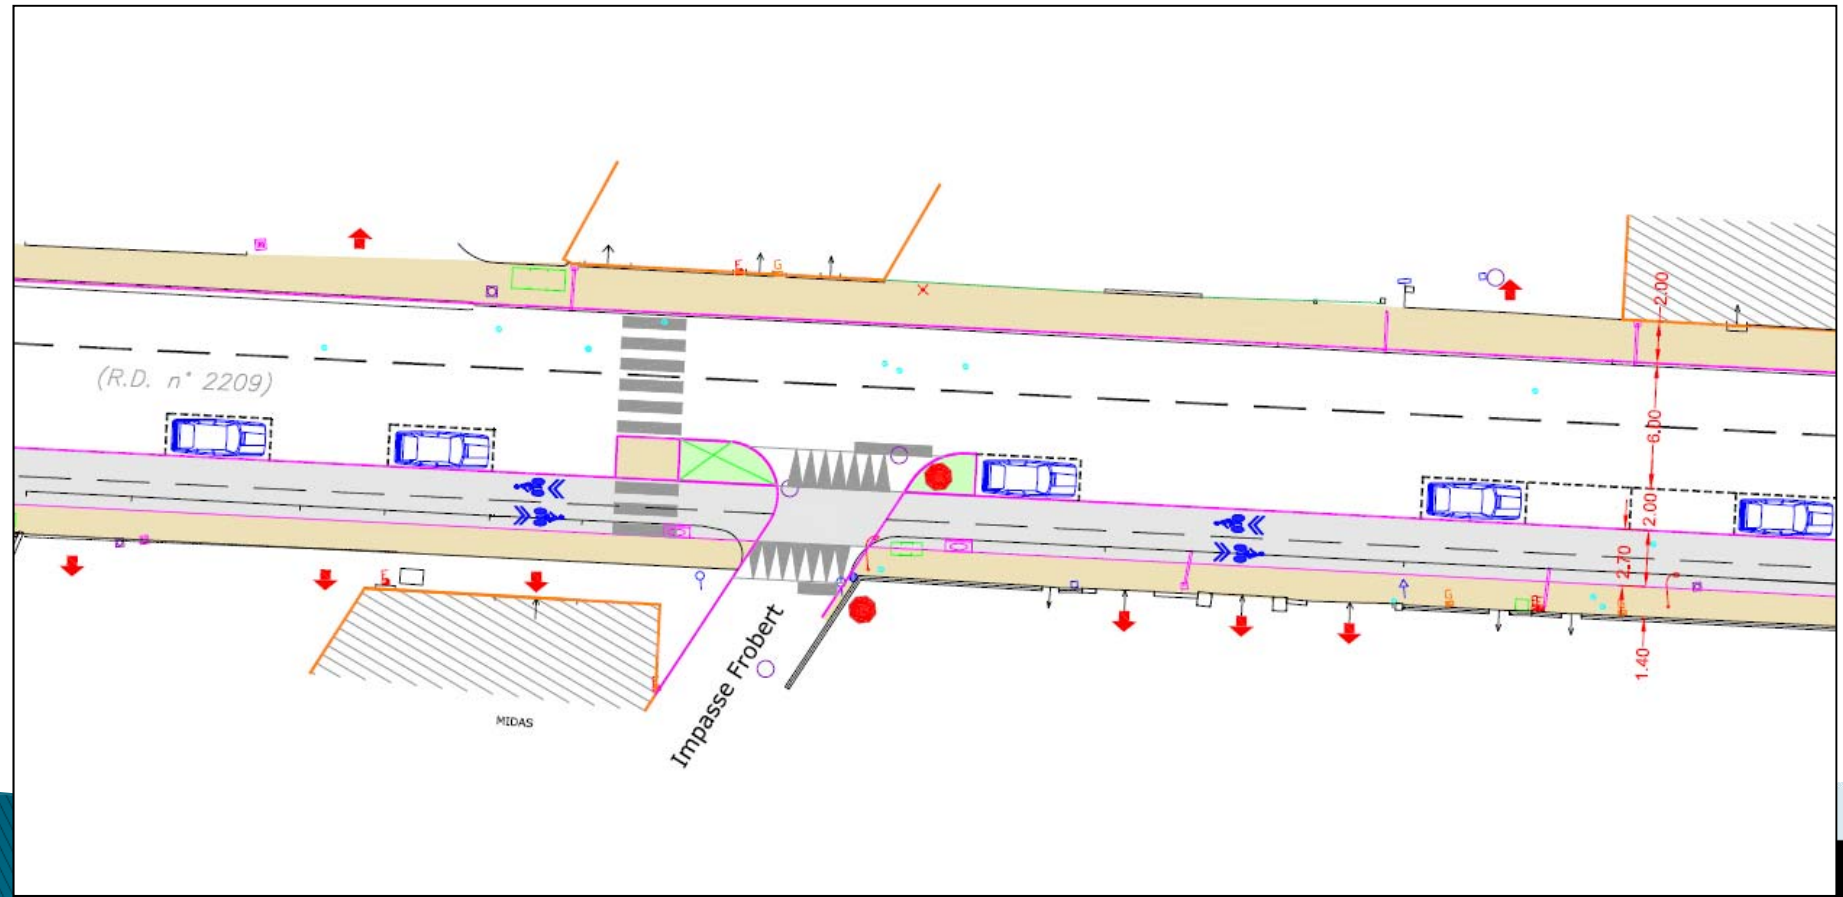 E
G
2.00
(R.D. n° 2209)
6.00
2.00
2.70
E
G
G
1.40
Impasse Frobert
MIDAS